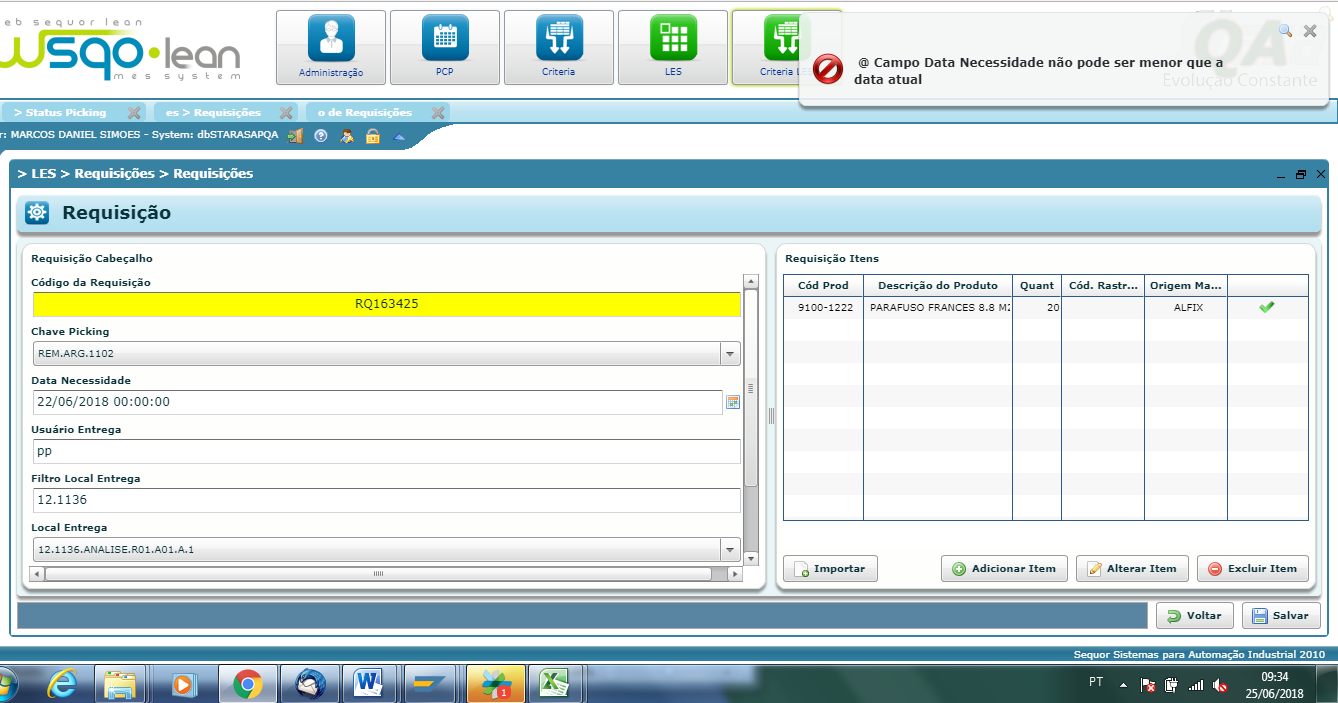 eb sequor lean
wsqo•lean
mes system
Administração
PCP
Criteria
LES
Criteria
QA
Evolução Constante
@ Campo Data Necessidade não pode ser menor que a
data atual
> Status Picking
es > Requisições
o de Requisições
r: MARCOS DANIEL SIMOES - System: dbSTARASAPQA
> LES > Requisições > Requisições
Requisição
Requisição Cabeçalho
Código da Requisição
RQ163425
Chave Picking
REM.ARG.1102
Data Necessidade
22/06/2018 00:00:00
Usuário Entrega
pp
Filtro Local Entrega
12.1136
Local Entrega
12.1136.ANALISE.R01.A01.A.1
Requisição Itens
Cód Prod Descrição do Produto Quant Cód. Rastr... Origem Ma...
9100-1222 PARAFUSO FRANCES 8.8 M2 20 ALFIX
Importar Adicionar Item Alterar Item Excluir Item
Voltar Salvar
Sequor Sistemas para Automação Industrial 2010
1
PT
09:34
25/06/2018